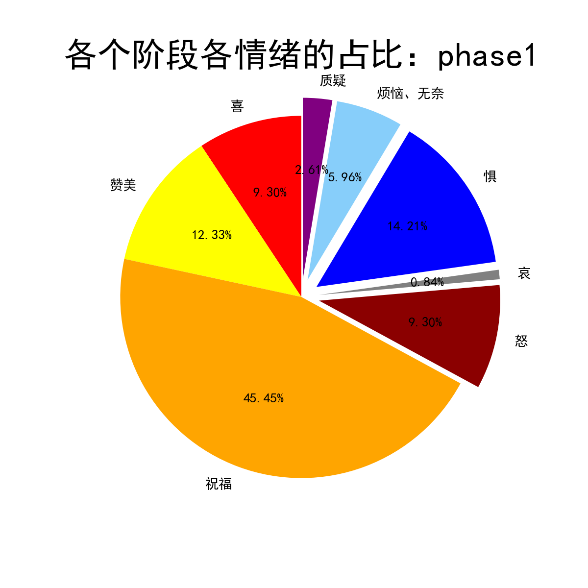 各个阶段各情绪的占比：phase1
质疑
烦恼、无奈
喜
惧
赞美
哀
怒
祝福
2.61%
5.96%
9.30%
14.21%
12.33%
0.84%
9.30%
45.45%